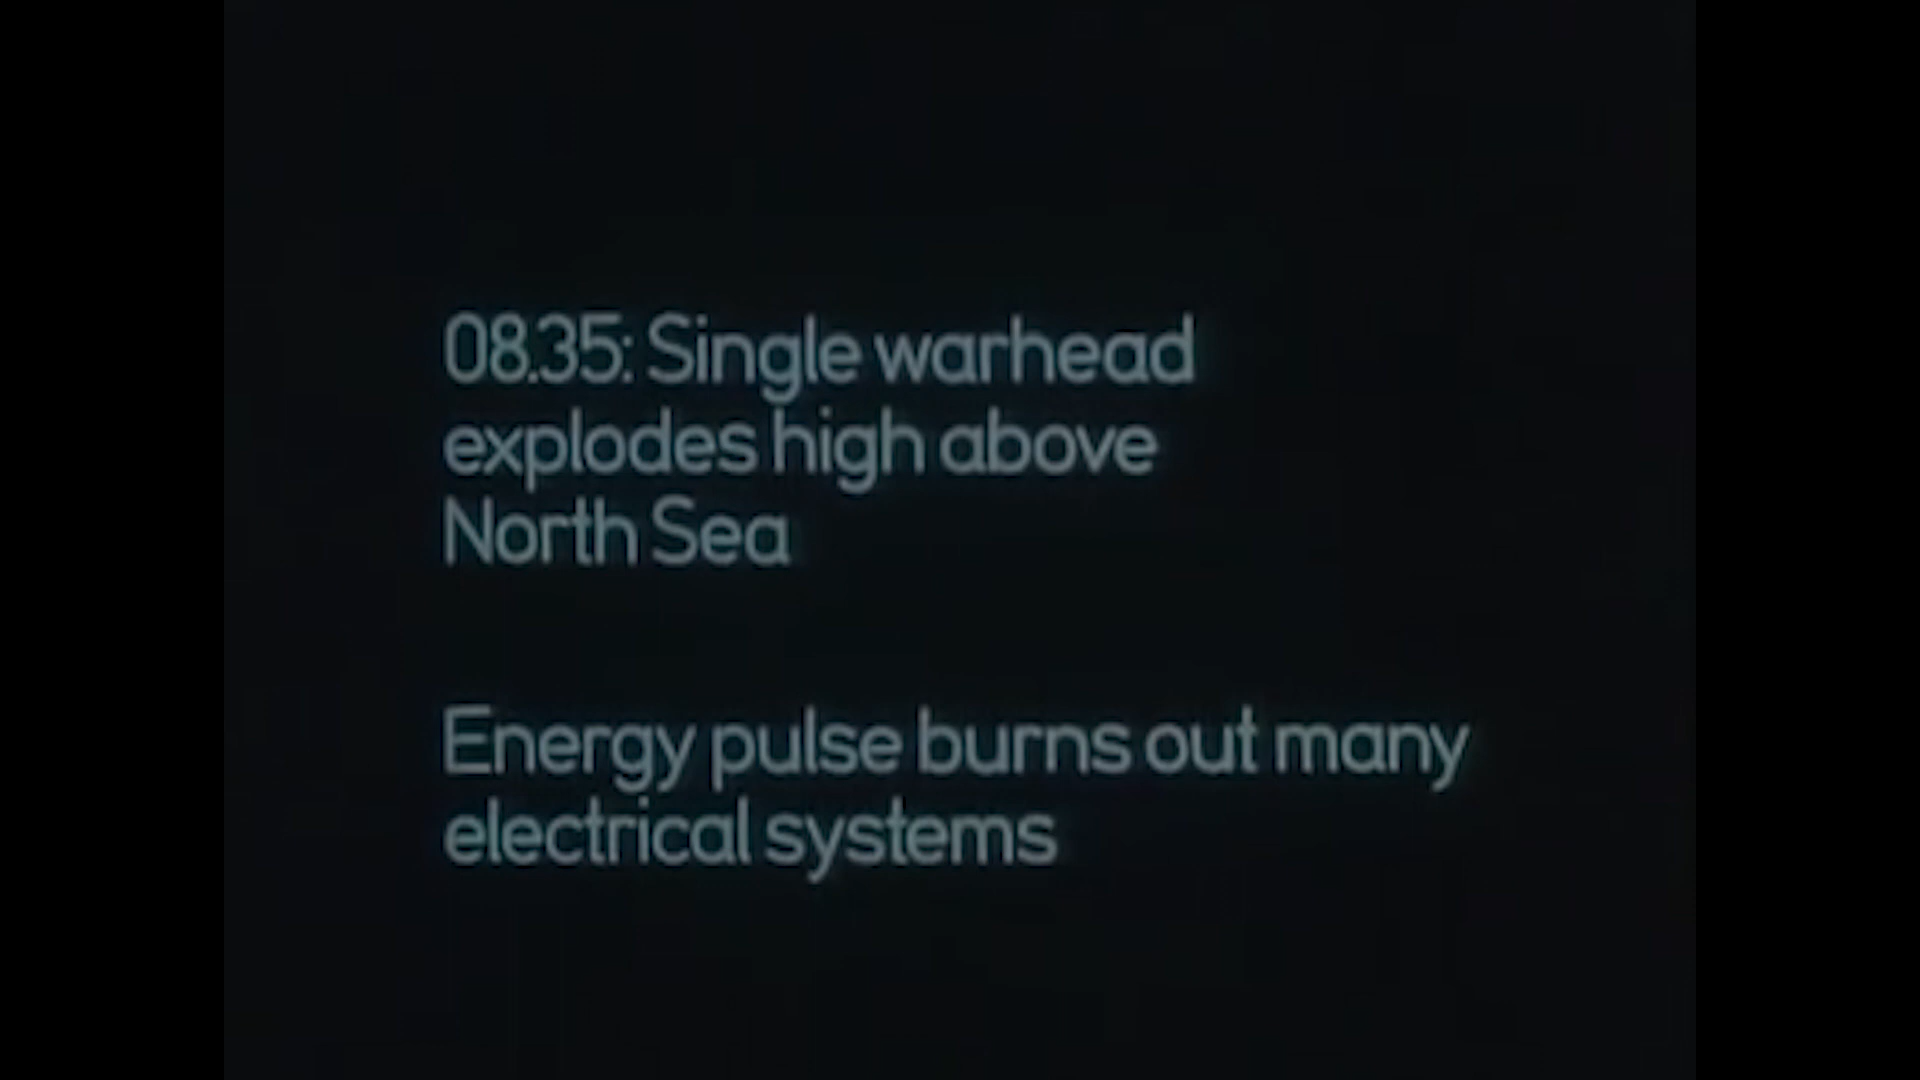 08.35: Single warhead
explodes high above
North Sea
Energy pulse burns out many
electrical systems